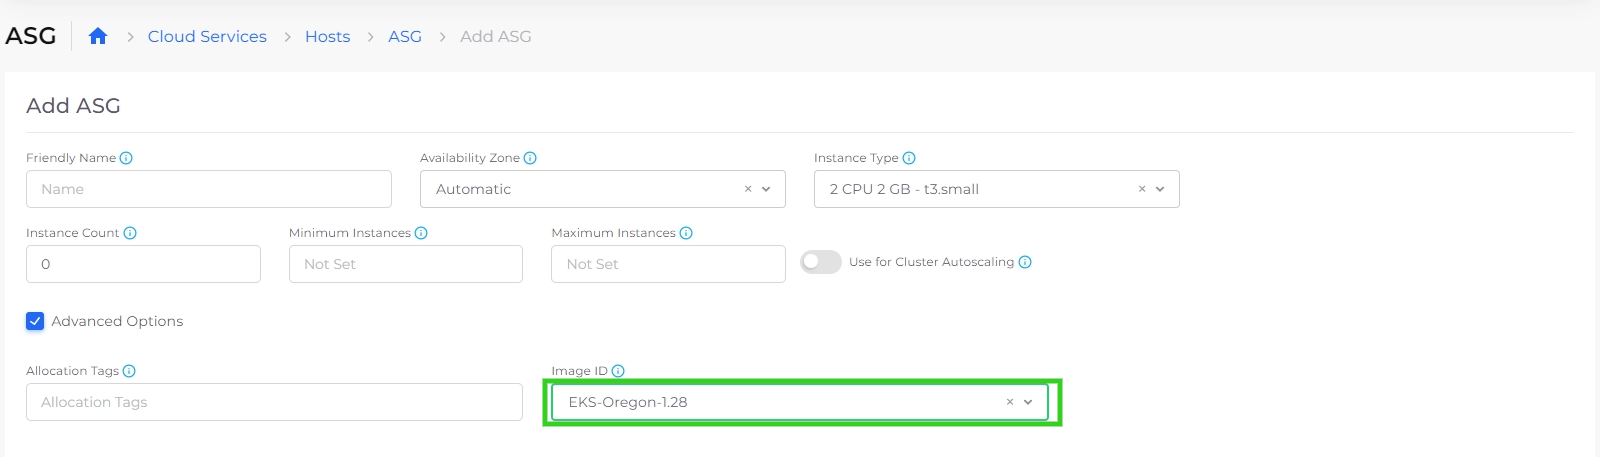 ASG Cloud Services Hosts ASG Add ASG
Add ASG
Friendly Name Availability Zone Instance Type
Name Automatic 2 CPU 2 GB - t3.small
Instance Count Minimum Instances Maximum Instances
0 Not Set Not Set Use for Cluster Autoscaling
Advanced Options
Allocation Tags Image ID
Allocation Tags EKS-Oregon-1.28